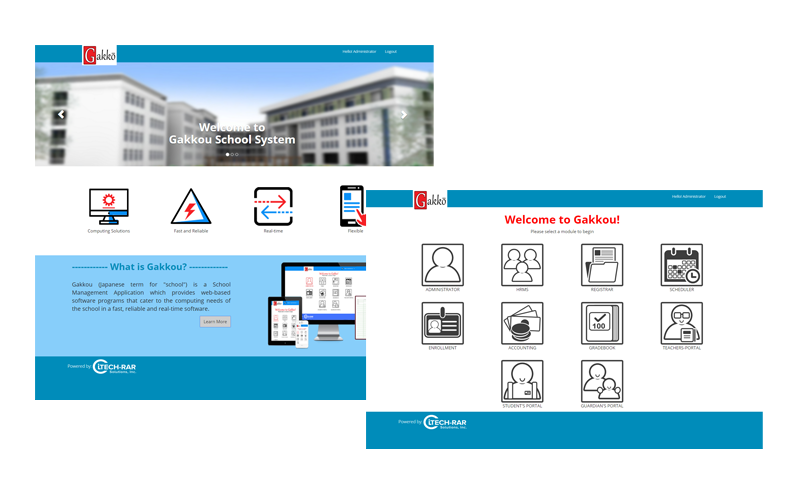 Gakkō
Hello! Administrator
Logout
Welcome to
Gakkou School System
Computing Solutions
Fast and Reliable
Real-time
Flexible
------------ What is Gakkou? -------------
Gakkou (Japanese term for "school") is a School
Management Application which provides web-based
software programs that cater to the computing needs of
the school in a fast, reliable and real-time software.
Learn More
Powered by
LTECH-RAR
Solutions, Inc.
Gakkō
Hello! Administrator
Logout
Welcome to Gakkou!
Please select a module to begin
ADMINISTRATOR
HRMS
REGISTRAR
SCHEDULER
ENROLLMENT
ACCOUNTING
100
GRADEBOOK
TEACHER'S PORTAL
STUDENT'S PORTAL
GUARDIAN'S PORTAL
Powered by
LTECH-RAR
Solutions, Inc.